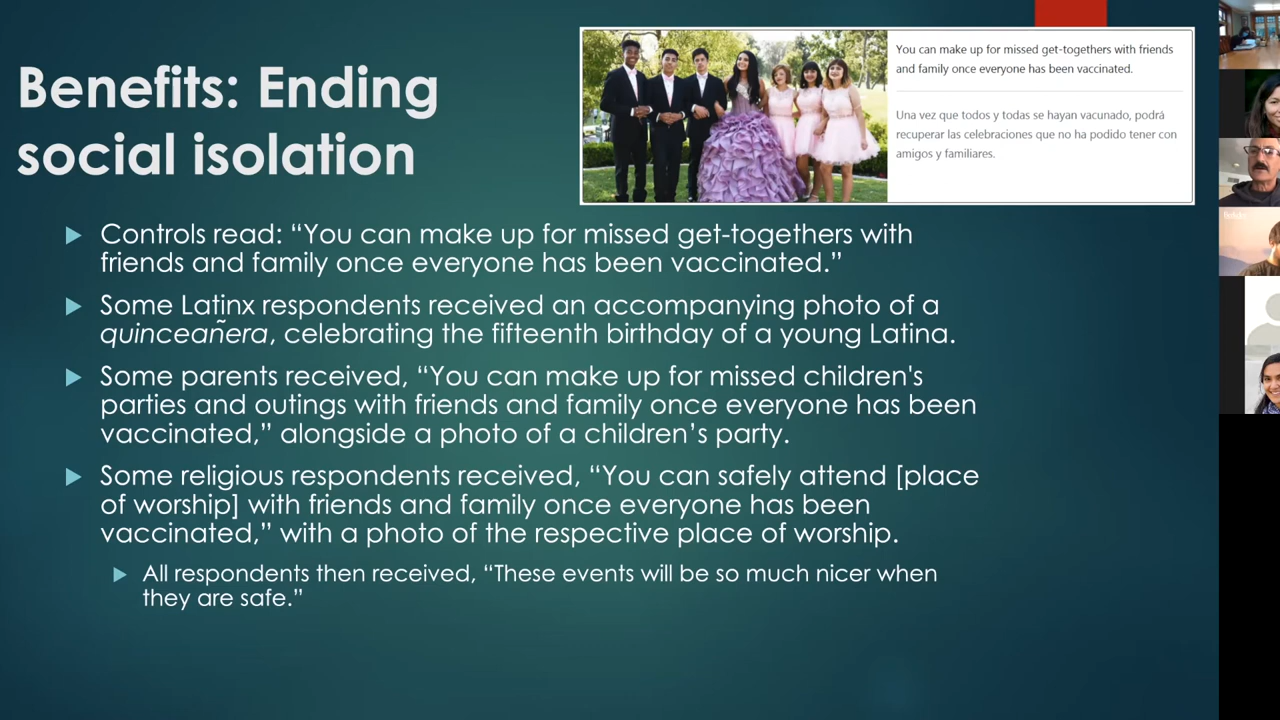 Benefits: Ending
social isolation
You can make up for missed get-togethers with friends
and family once everyone has been vaccinated.
Una vez que todos y todas se hayan vacunado, podrá
recuperar las celebraciones que no ha podido tener con
amigos y familiares.
Controls read: “You can make up for missed get-togethers with
friends and family once everyone has been vaccinated.”
Some Latinx respondents received an accompanying photo of a
quinceañera, celebrating the fifteenth birthday of a young Latina.
Some parents received, “You can make up for missed children's
parties and outings with friends and family once everyone has been
vaccinated,” alongside a photo of a children’s party.
Some religious respondents received, “You can safely attend [place
of worship] with friends and family once everyone has been
vaccinated,” with a photo of the respective place of worship.
All respondents then received, “These events will be so much nicer when
they are safe.”